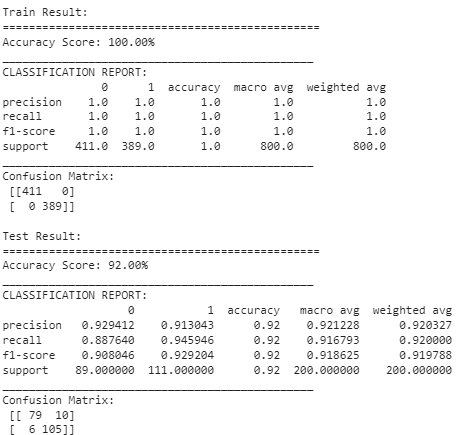 Train Result:
================================================
Accuracy Score: 100.00%
_______________________________________________
CLASSIFICATION REPORT:
0 1 accuracy macro avg weighted avg
precision 1.0 1.0 1.0 1.0 1.0
recall 1.0 1.0 1.0 1.0 1.0
f1-score 1.0 1.0 1.0 1.0 1.0
support 411.0 389.0 1.0 800.0 800.0
_______________________________________________
Confusion Matrix:
[[411 0]
[ 0 389]]
Test Result:
================================================
Accuracy Score: 92.00%
_______________________________________________
CLASSIFICATION REPORT:
0 1 accuracy macro avg weighted avg
precision 0.929412 0.913043 0.92 0.921228 0.920327
recall 0.887640 0.945946 0.92 0.916793 0.920000
f1-score 0.908046 0.929204 0.92 0.918625 0.919788
support 89.000000 111.000000 0.92 200.000000 200.000000
_______________________________________________
Confusion Matrix:
[[ 79 10]
[ 6 105]]